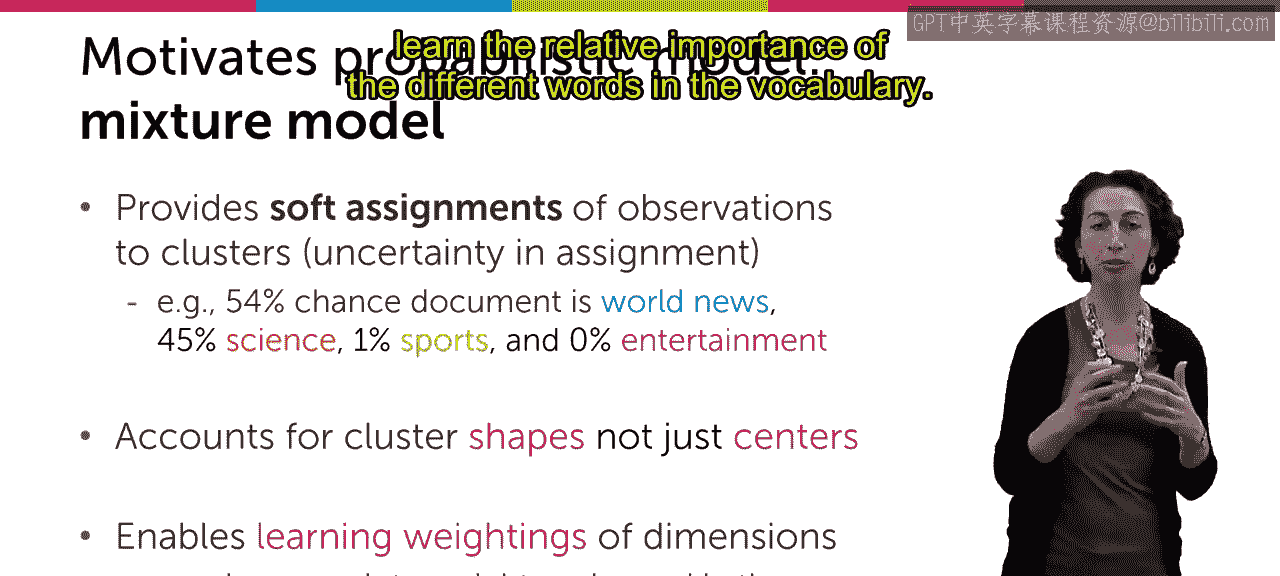 GPT中英字幕课程资源@bilibili.com
learn the relative importance of
the different words in the vocabulary.
Motivates probabilistic model:
mixture model
• Provides soft assignments of observations
to clusters (uncertainty in assignment)
- e.g., 54% chance document is world news,
45% science, 1% sports, and 0% entertainment
• Accounts for cluster shapes not just centers
• Enables learning weightings of dimensions